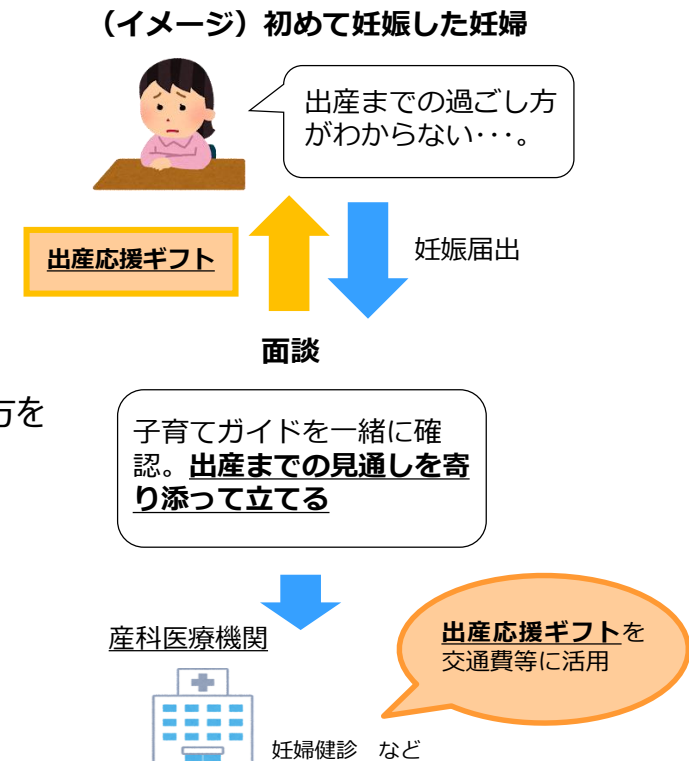 （イメージ）初めて妊娠した妊婦
出産までの過ごし方
がわからない･･･。
出産応援ギフト
妊娠届出
面談
方を
子育てガイドを一緒に確
認。出産までの見通しを寄
り添って立てる
産科医療機関
出産応援ギフトを
交通費等に活用
妊婦健診　など